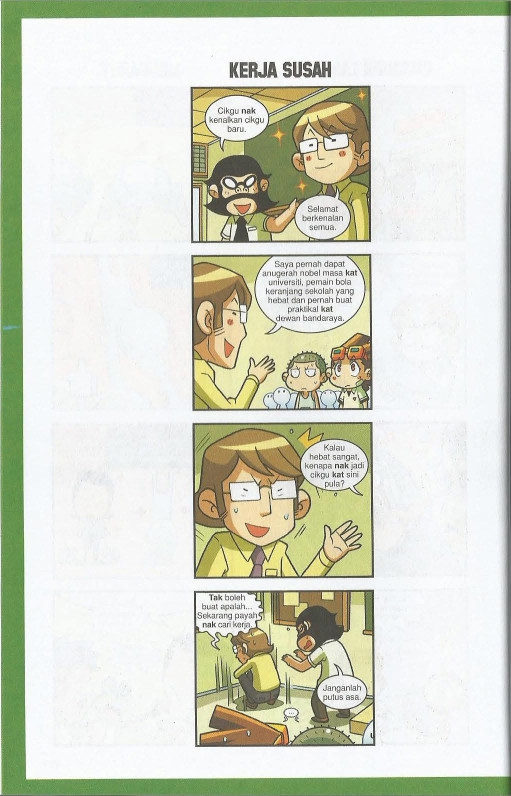 KERJA SUSAH
Cikgu nak
kenalkan cikgu
baru.
Selamat
berkenalan
semua.
Saya pernah dapat
anugerah nobel masa kat
universiti, pemain bola
keranjang sekolah yang
hebat dan pernah buat
praktikal kat
dewan bandaraya.
Kalau
hebat sangat,
kenapa nak jadi
cikgu kat sini
pula?
Tak boleh
buat apalah...
Sekarang payah
nak cari kerja.
Janganlah
putus asa.